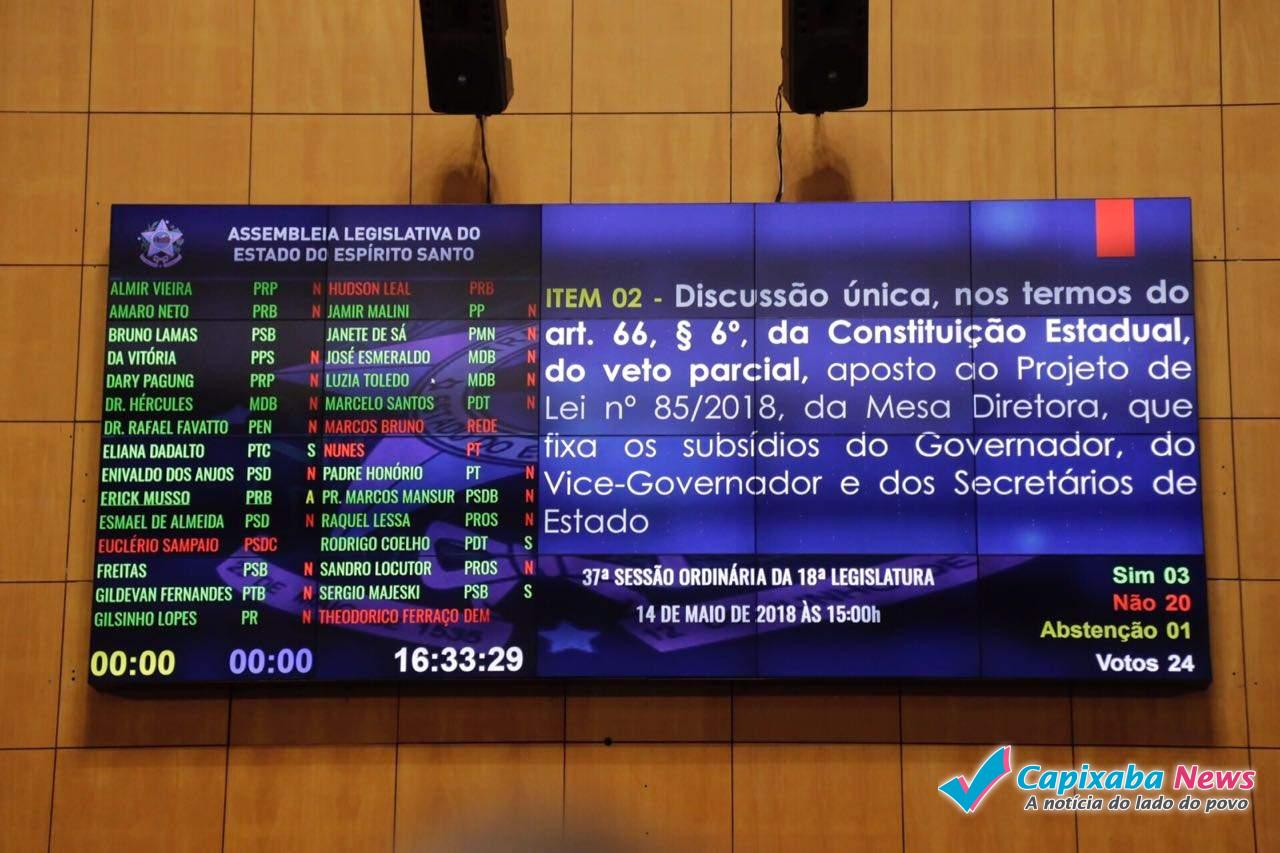 ASSEMBLEIA LEGISLATIVA DO
ESTADO DO ESPÍRITO SANTO
ALMIR VIEIRA PRP N HUDSON LEAL PRB
AMARO NETO PRB N JAMIR MALINI PP N
BRUNO LAMAS PSB JANETE DE SÁ PMN N
DA VITÓRIA PPS N JOSÉ ESMERALDO MDB N
DARY PAGUNG PRP N LUZIA TOLEDO MDB N
DR. HÉRCULES MDB N MARCELO SANTOS PDT N
DR. RAFAEL FAVATTO PEN N MARCOS BRUNO REDE
ELIANA DADALTO PTC S NUNES PT
ENIVALDO DOS ANJOS PSD N PADRE HONÓRIO PT N
ERICK MUSSO PRB A PR. MARCOS MANSUR PSDB N
ESMAEL DE ALMEIDA PSD N RAQUEL LESSA PROS N
EUCLÉRIO SAMPAIO PSDC RODRIGO COELHO PDT S
FREITAS PSB N SANDRO LOCUTOR PROS N
GILDEVAN FERNANDES PTB N SERGIO MAJESKI PSB S
GILSINHO LOPES PR N THEODORICO FERRAÇO DEM
00:00 00:00 16:33:29
ITEM 02 - Discussão única, nos termos do
art. 66, § 6º, da Constituição Estadual,
do veto parcial, aposto ao Projeto de
Lei nº 85/2018, da Mesa Diretora, que
fixa os subsídios do Governador, do
Vice-Governador e dos Secretários de
Estado
37ª SESSÃO ORDINÁRIA DA 18ª LEGISLATURA
14 DE MAIO DE 2018 ÀS 15:00h
Sim 03
Não 20
Abstenção 01
Votos 24
Capixaba News
A notícia do lado do povo